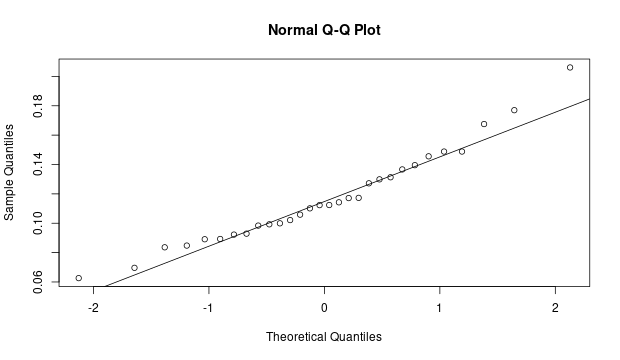 Normal Q-Q Plot
Sample Quantiles
0.18
0.14
0.10
0.06
-2 -1 0 1 2
Theoretical Quantiles